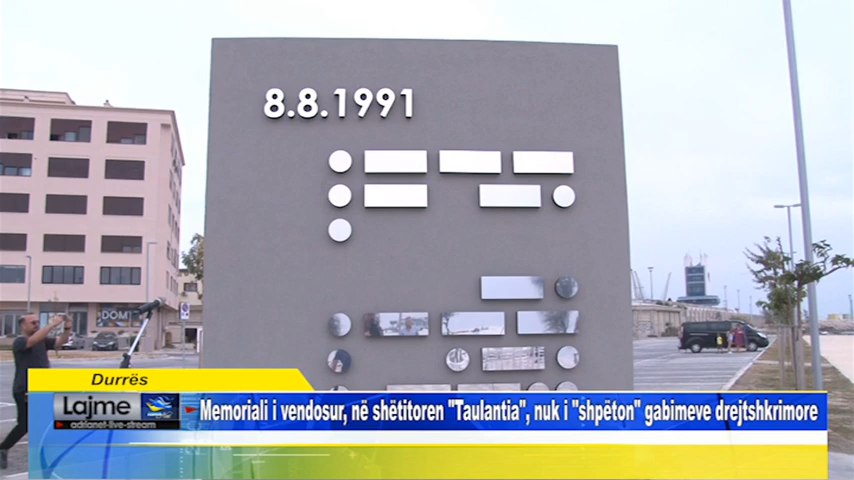 8.8.1991
DOM
Durrës
Lajme
adrianet-live-stream
Memoriali i vendosur, në shëtitoren "Taulantia", nuk i "shpëton" gabimeve drejtshkrimore